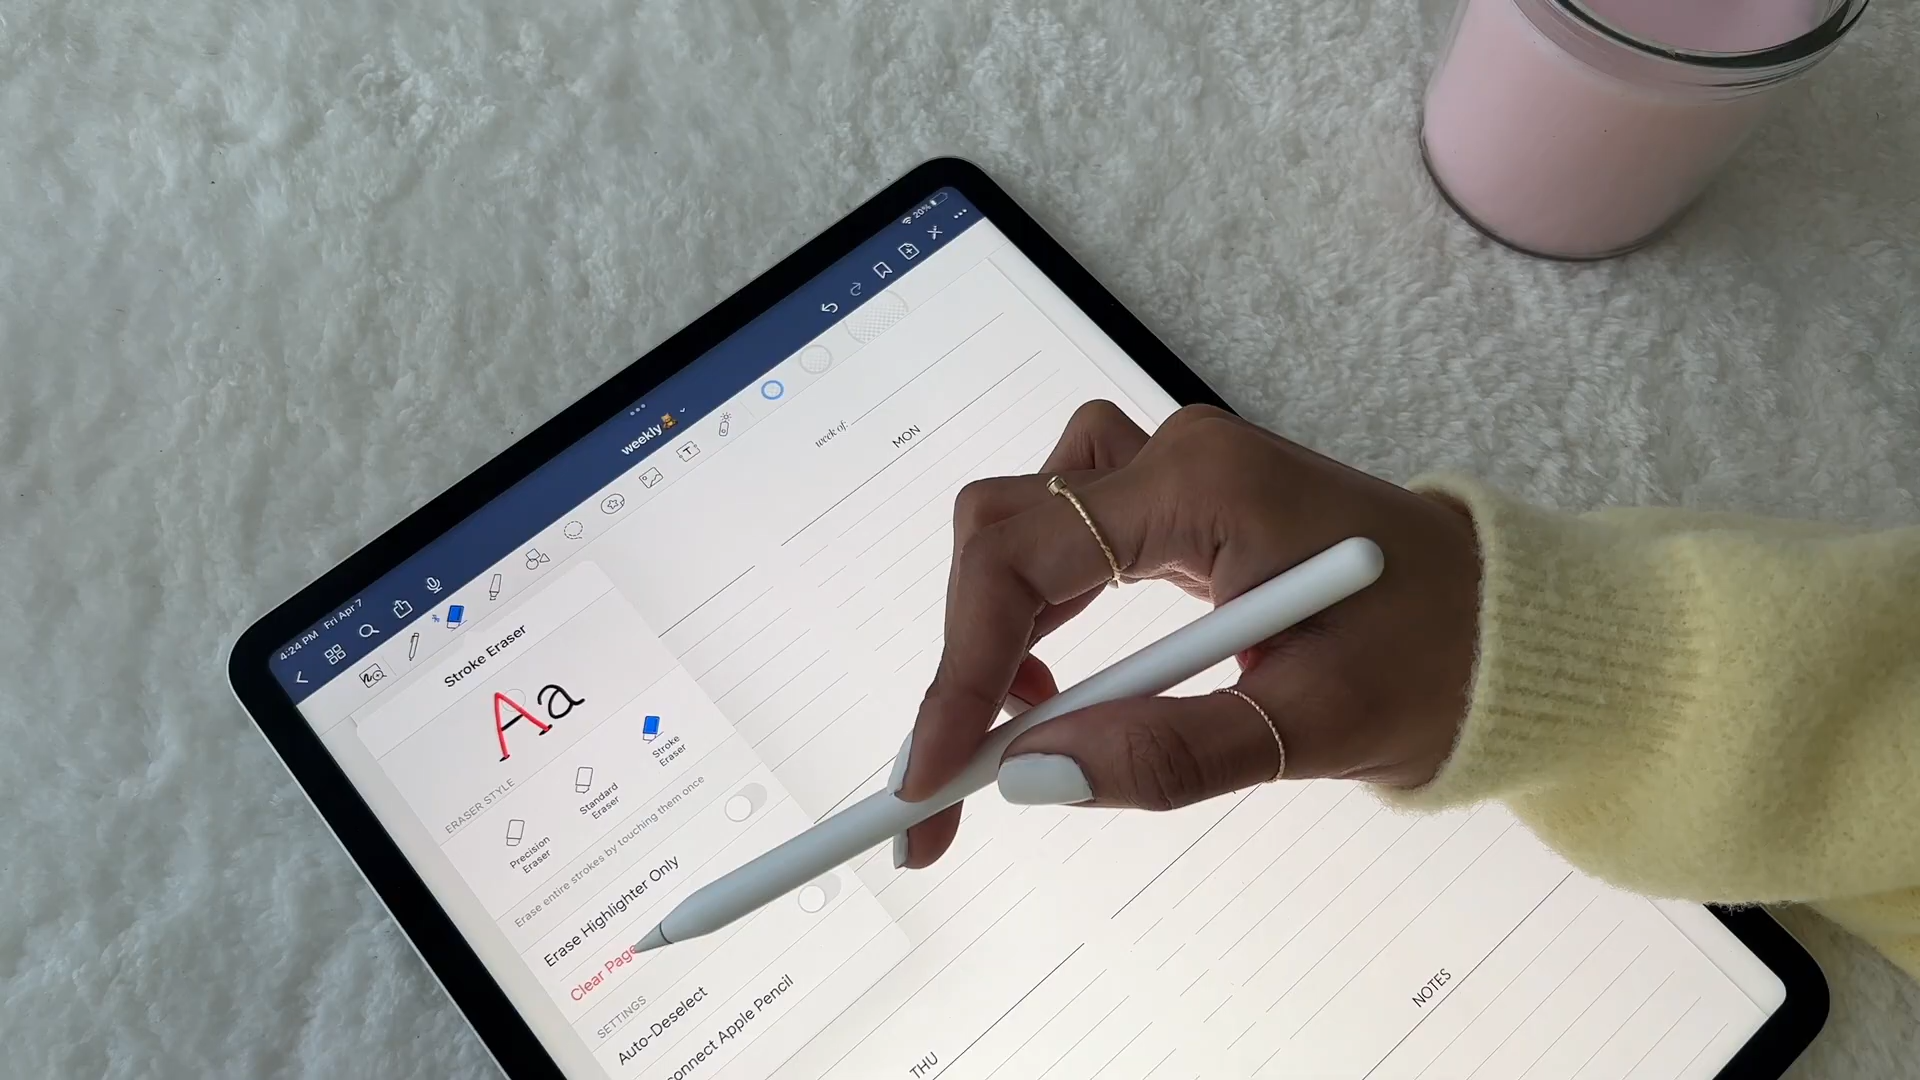 4:24 PM Fri Apr 7
20%
weekly
Stroke Eraser
Aa
ERASER STYLE
Precision Eraser
Standard Eraser
Stroke Eraser
Erase entire strokes by touching them once
Erase Highlighter Only
Clear Page
SETTINGS
Auto-Deselect
onnect Apple Pencil
week of:
MON
THU
NOTES